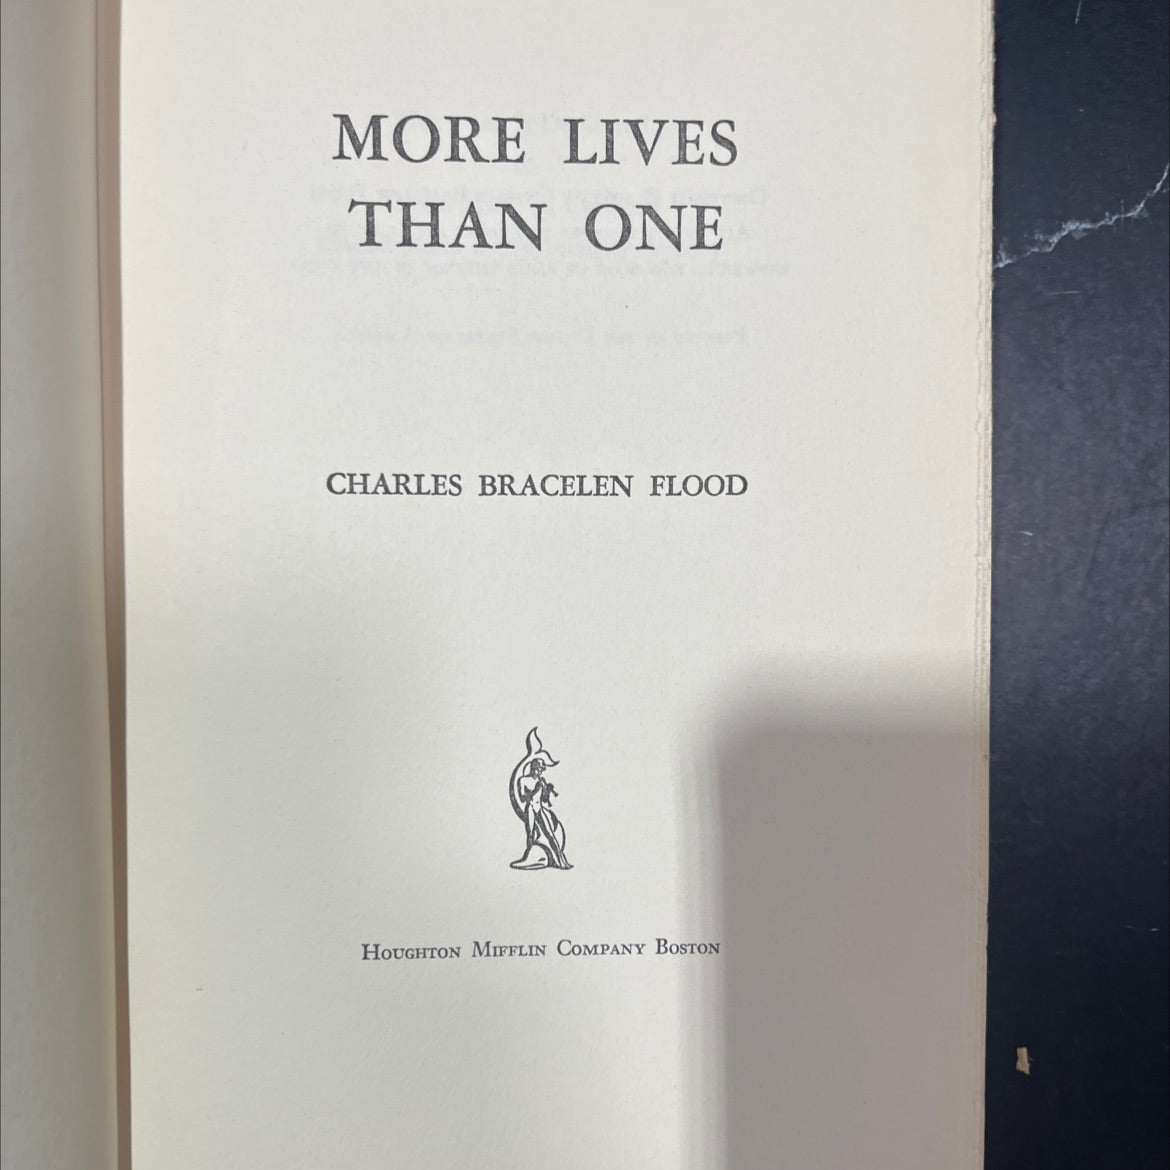 MORE LIVES
THAN ONE
CHARLES BRACELEN FLOOD
HOUGHTON MIFFLIN COMPANY BOSTON